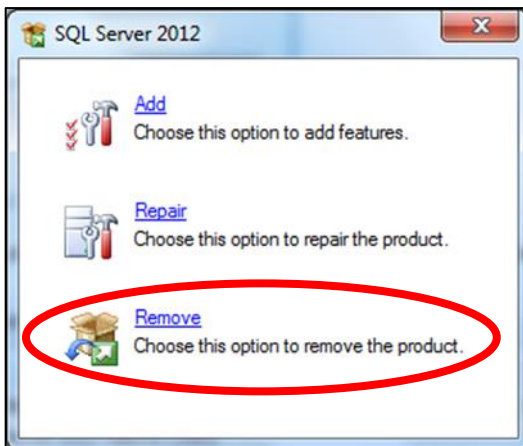 SQL Server 2012
Add
Choose this option to add features.
Repair
Choose this option to repair the product.
Remove
Choose this option to remove the product.